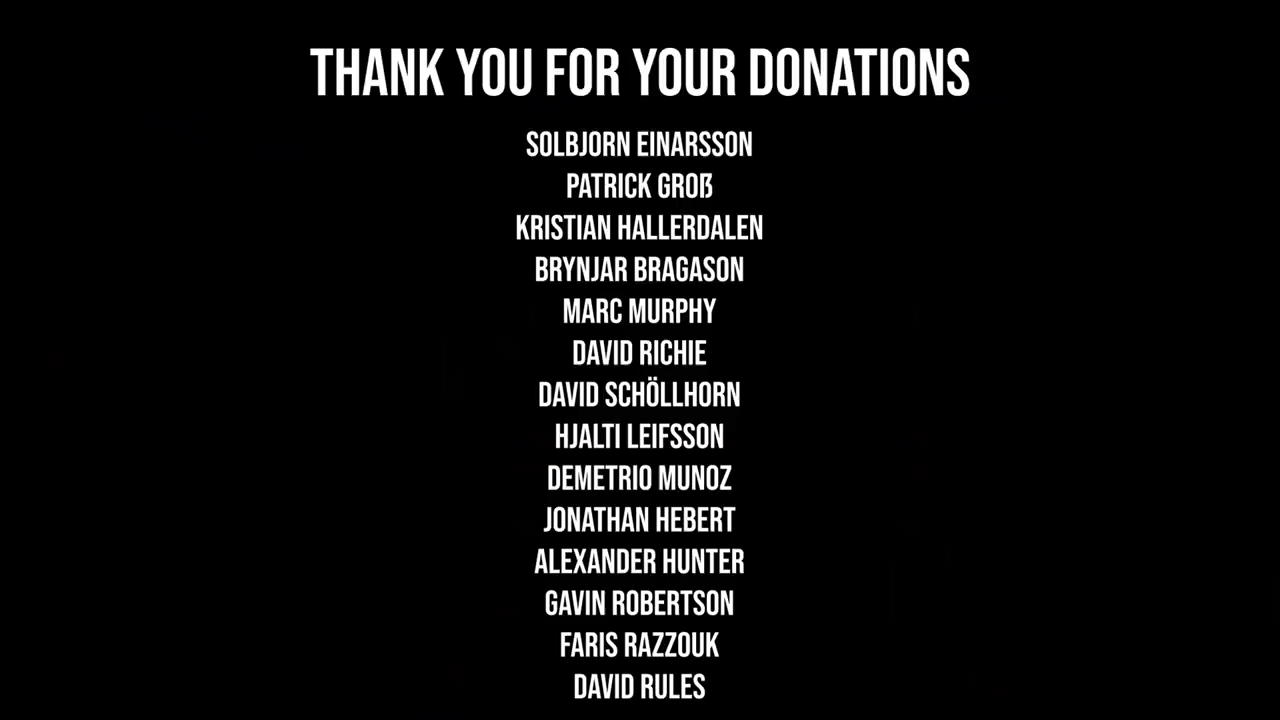 THANK YOU FOR YOUR DONATIONS
SOLBJORN EINARSSON
PATRICK GROẞ
KRISTIAN HALLERDALEN
BRYNJAR BRAGASON
MARC MURPHY
DAVID RICHIE
DAVID SCHÖLLHORN
HJALTI LEIFSSON
DEMETRIO MUNOZ
JONATHAN HEBERT
ALEXANDER HUNTER
GAVIN ROBERTSON
FARIS RAZZOUK
DAVID RULES